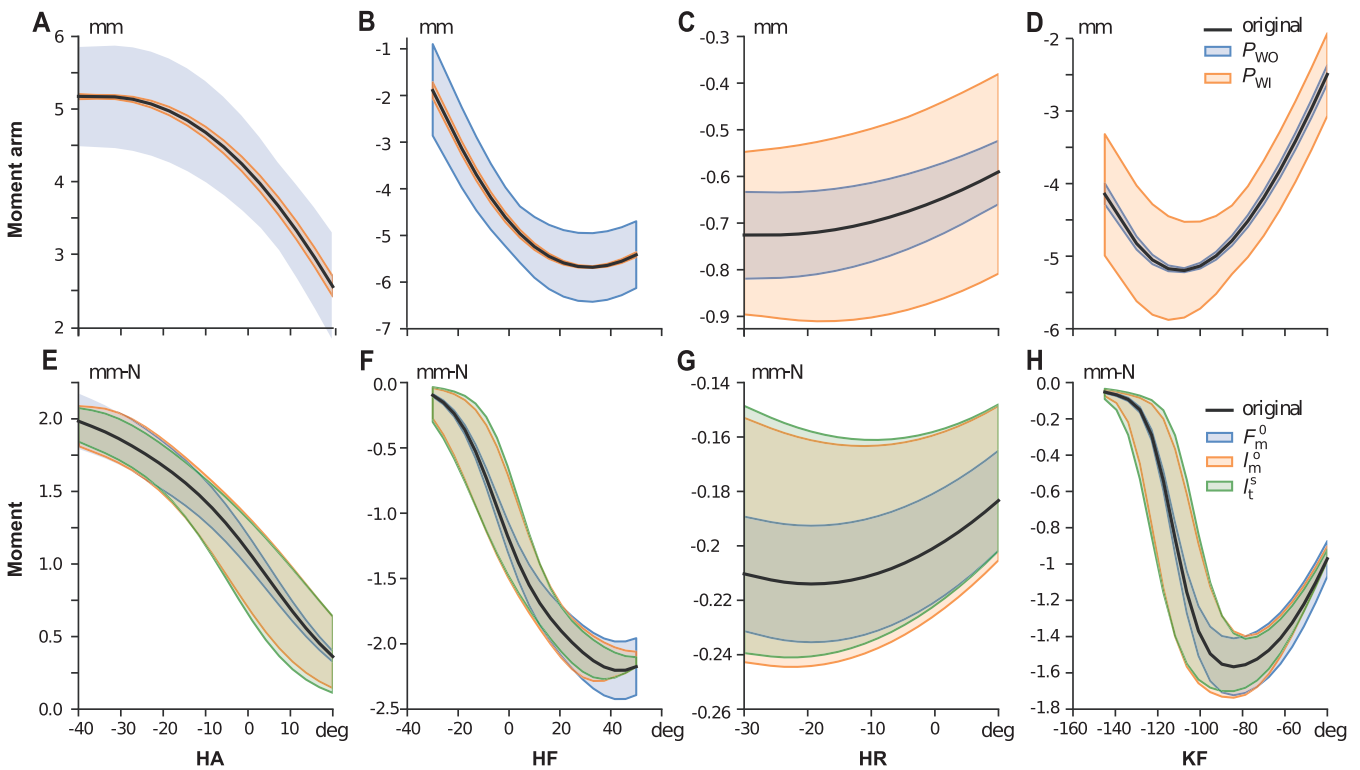 A mm
B mm
C mm
D mm
original
P WO
P WI
Moment arm
6
5
4
3
2
-1
-2
-3
-4
-5
-6
-7
-0.3
-0.4
-0.5
-0.6
-0.7
-0.8
-0.9
-2
-3
-4
-5
-6
E mm-N
F mm-N
G mm-N
H mm-N
original
F 0 m
l o m
l s t
Moment
2.0
1.5
1.0
0.5
0.0
0.0
-0.5
-1.0
-1.5
-2.0
-2.5
-0.14
-0.16
-0.18
-0.2
-0.22
-0.24
-0.26
0.0
-0.2
-0.4
-0.6
-0.8
-1
-1.2
-1.4
-1.6
-1.8
-40 -30 -20 -10 0 10 deg
-40 -20 0 20 40 deg
-30 -20 -10 0 deg
-160 -140 -120 -100 -80 -60 deg
HA
HF
HR
KF